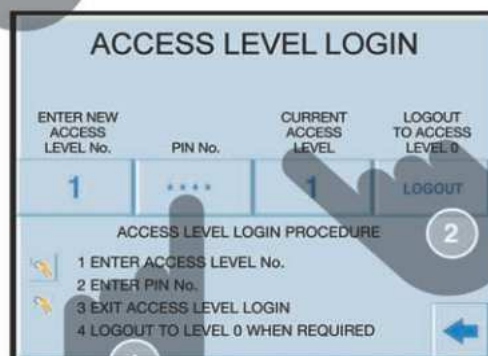 ACCESS LEVEL LOGIN
ENTER NEW
ACCESS
LEVEL No.
PIN No.
CURRENT
ACCESS
LEVEL
LOGOUT
TO ACCESS
LEVEL 0
1
****
1
LOGOUT
ACCESS LEVEL LOGIN PROCEDURE
2
1 ENTER ACCESS LEVEL No.
2 ENTER PIN No.
3 EXIT ACCESS LEVEL LOGIN
4 LOGOUT TO LEVEL 0 WHEN REQUIRED